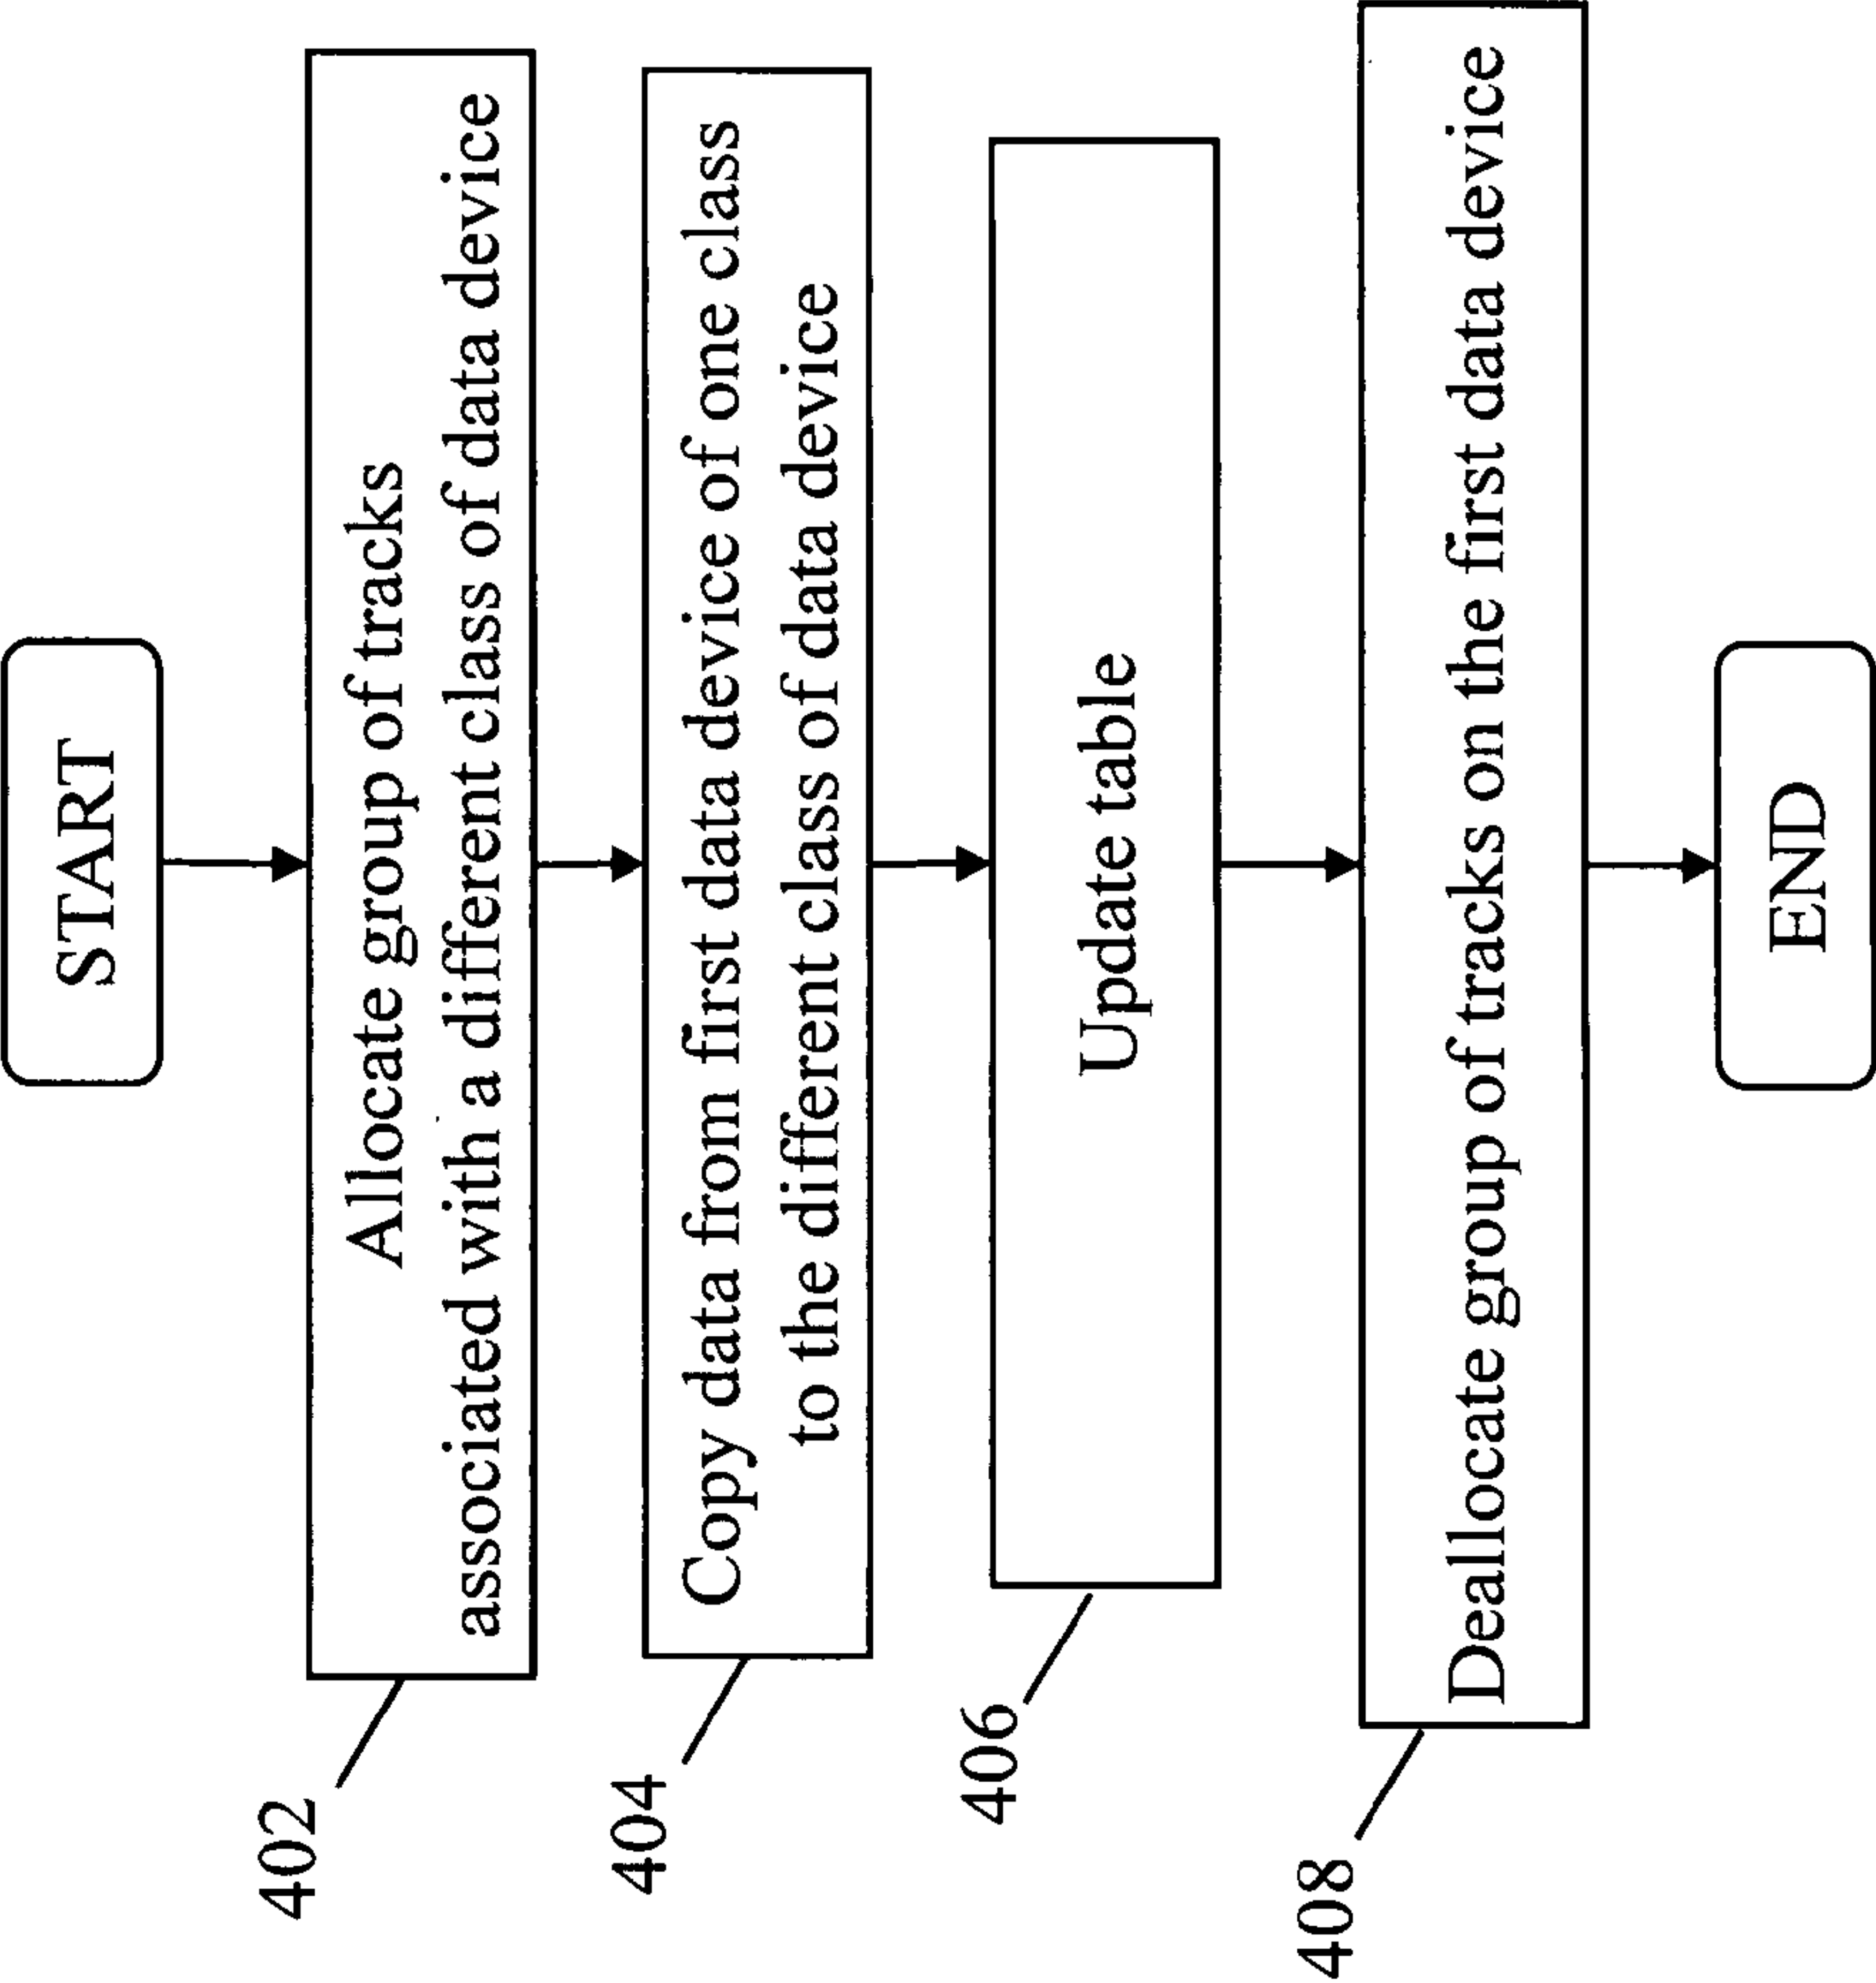 START
402
Allocate group of tracks
associated with a different class of data device
404
Copy data from first data device of one class
to the different class of data device
406
Update table
408
Deallocate group of tracks on the first data device
END